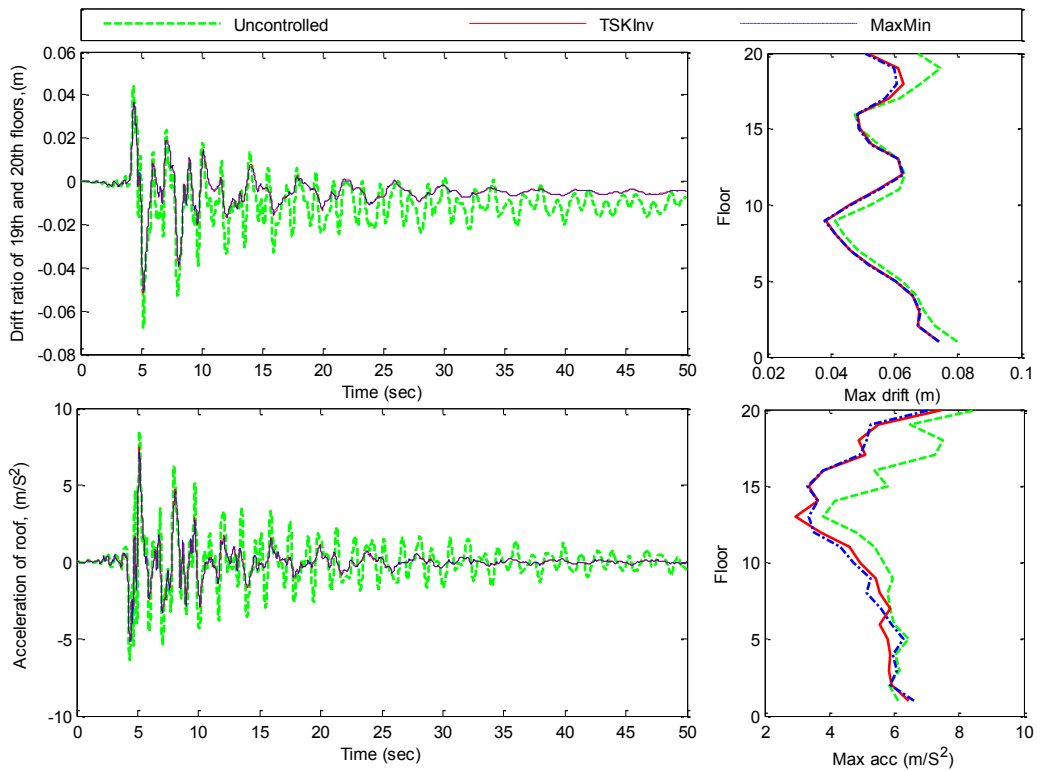 Uncontrolled
TSKInv
MaxMin
Drift ratio of 19th and 20th floors,(m)
0.06
0.04
0.02
0
-0.02
-0.04
-0.06
-0.08
0 5 10 15 20 25 30 35 40 45 50
Time (sec)
Floor
20
15
10
5
0
0.02 0.04 0.06 0.08 0.1
Max drift (m)
Acceleration of roof, (m/S²)
10
5
0
-5
-10
0 5 10 15 20 25 30 35 40 45 50
Time (sec)
Floor
20
15
10
5
0
2 4 6 8 10
Max acc (m/S²)